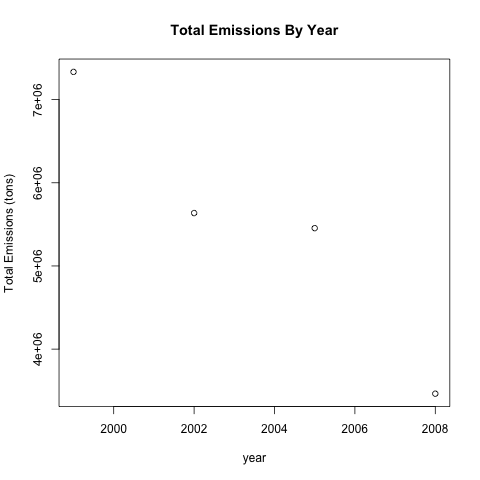 Total Emissions By Year
Total Emissions (tons)
7e+06
6e+06
5e+06
4e+06
2000 2002 2004 2006 2008
year